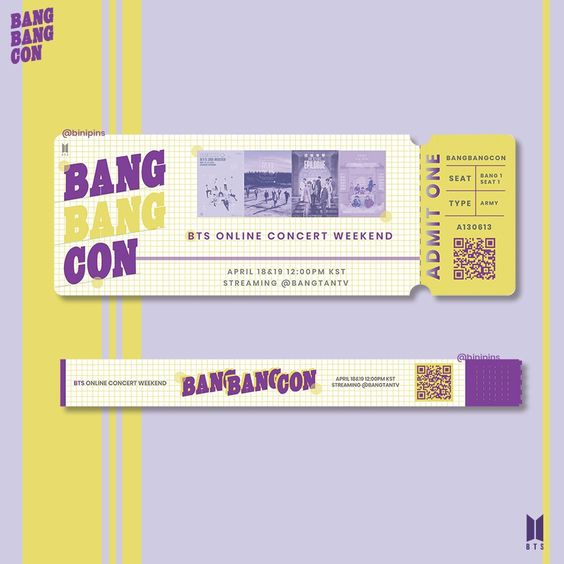 BANG
BANG
CON
@binipins
BTS
BANG
BANG
CON
EPILOGUE
BTS ONLINE CONCERT WEEKEND
APRIL 18&19 12:00PM KST
STREAMING @BANGTANTV
ADMIT ONE
BANGBANGCON
SEAT BANG 1
SEAT 1
TYPE ARMY
A130613
@binipins
BTS ONLINE CONCERT WEEKEND
BANGBANGCON
APRIL 18&19 12:00PM KST
STREAMING @BANGTANTV
BTS